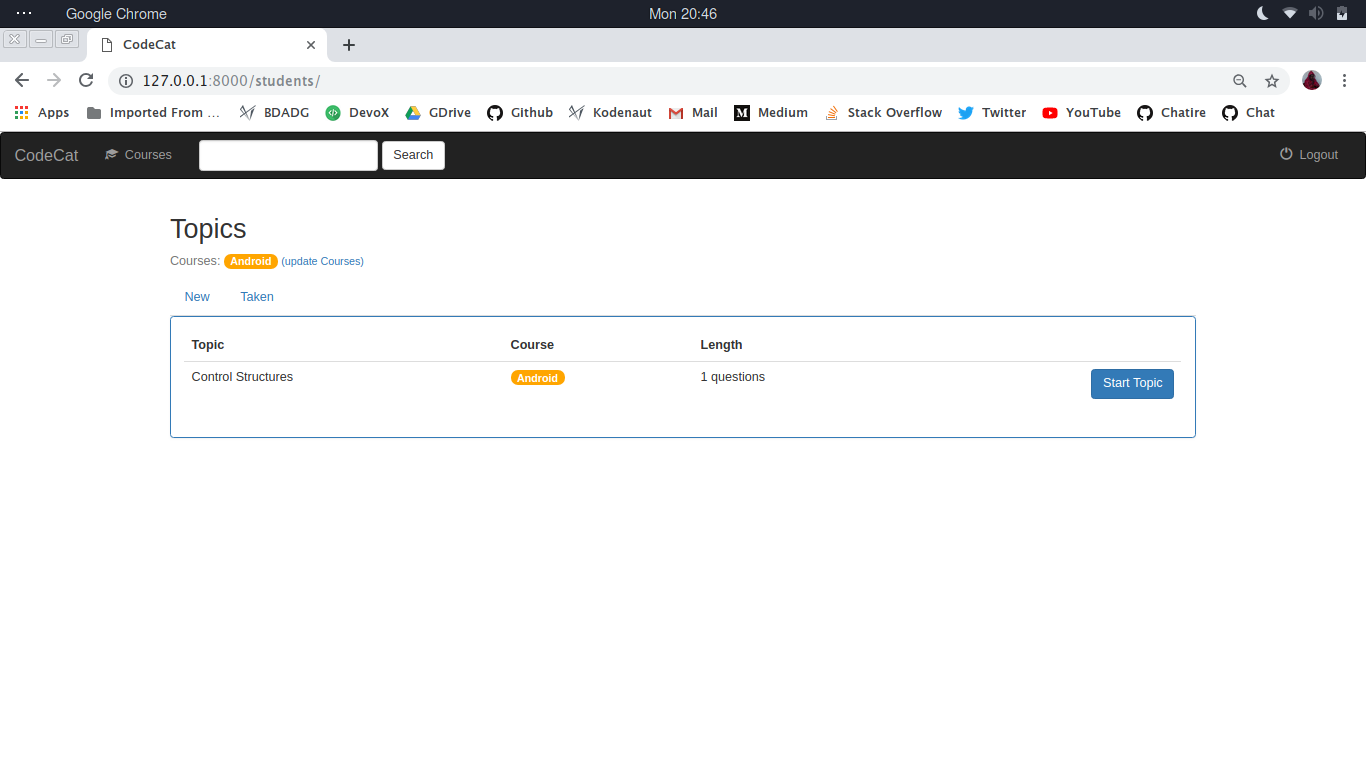 Google Chrome Mon 20:46
CodeCat
127.0.0.1:8000/students/
Apps Imported From ... BDADG DevoX GDrive Github Kodenaut Mail Medium Stack Overflow Twitter YouTube Chatire Chat
CodeCat Courses Search Logout
Topics
Courses: Android (update Courses)
New Taken
Topic Course Length
Control Structures Android 1 questions Start Topic